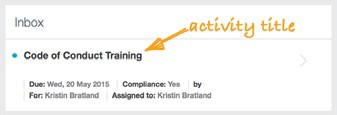 Inbox
activity title
Code of Conduct Training
Due: Wed, 20 May 2015 Compliance: Yes by
For: Kristin Bratland Assigned to: Kristin Bratland